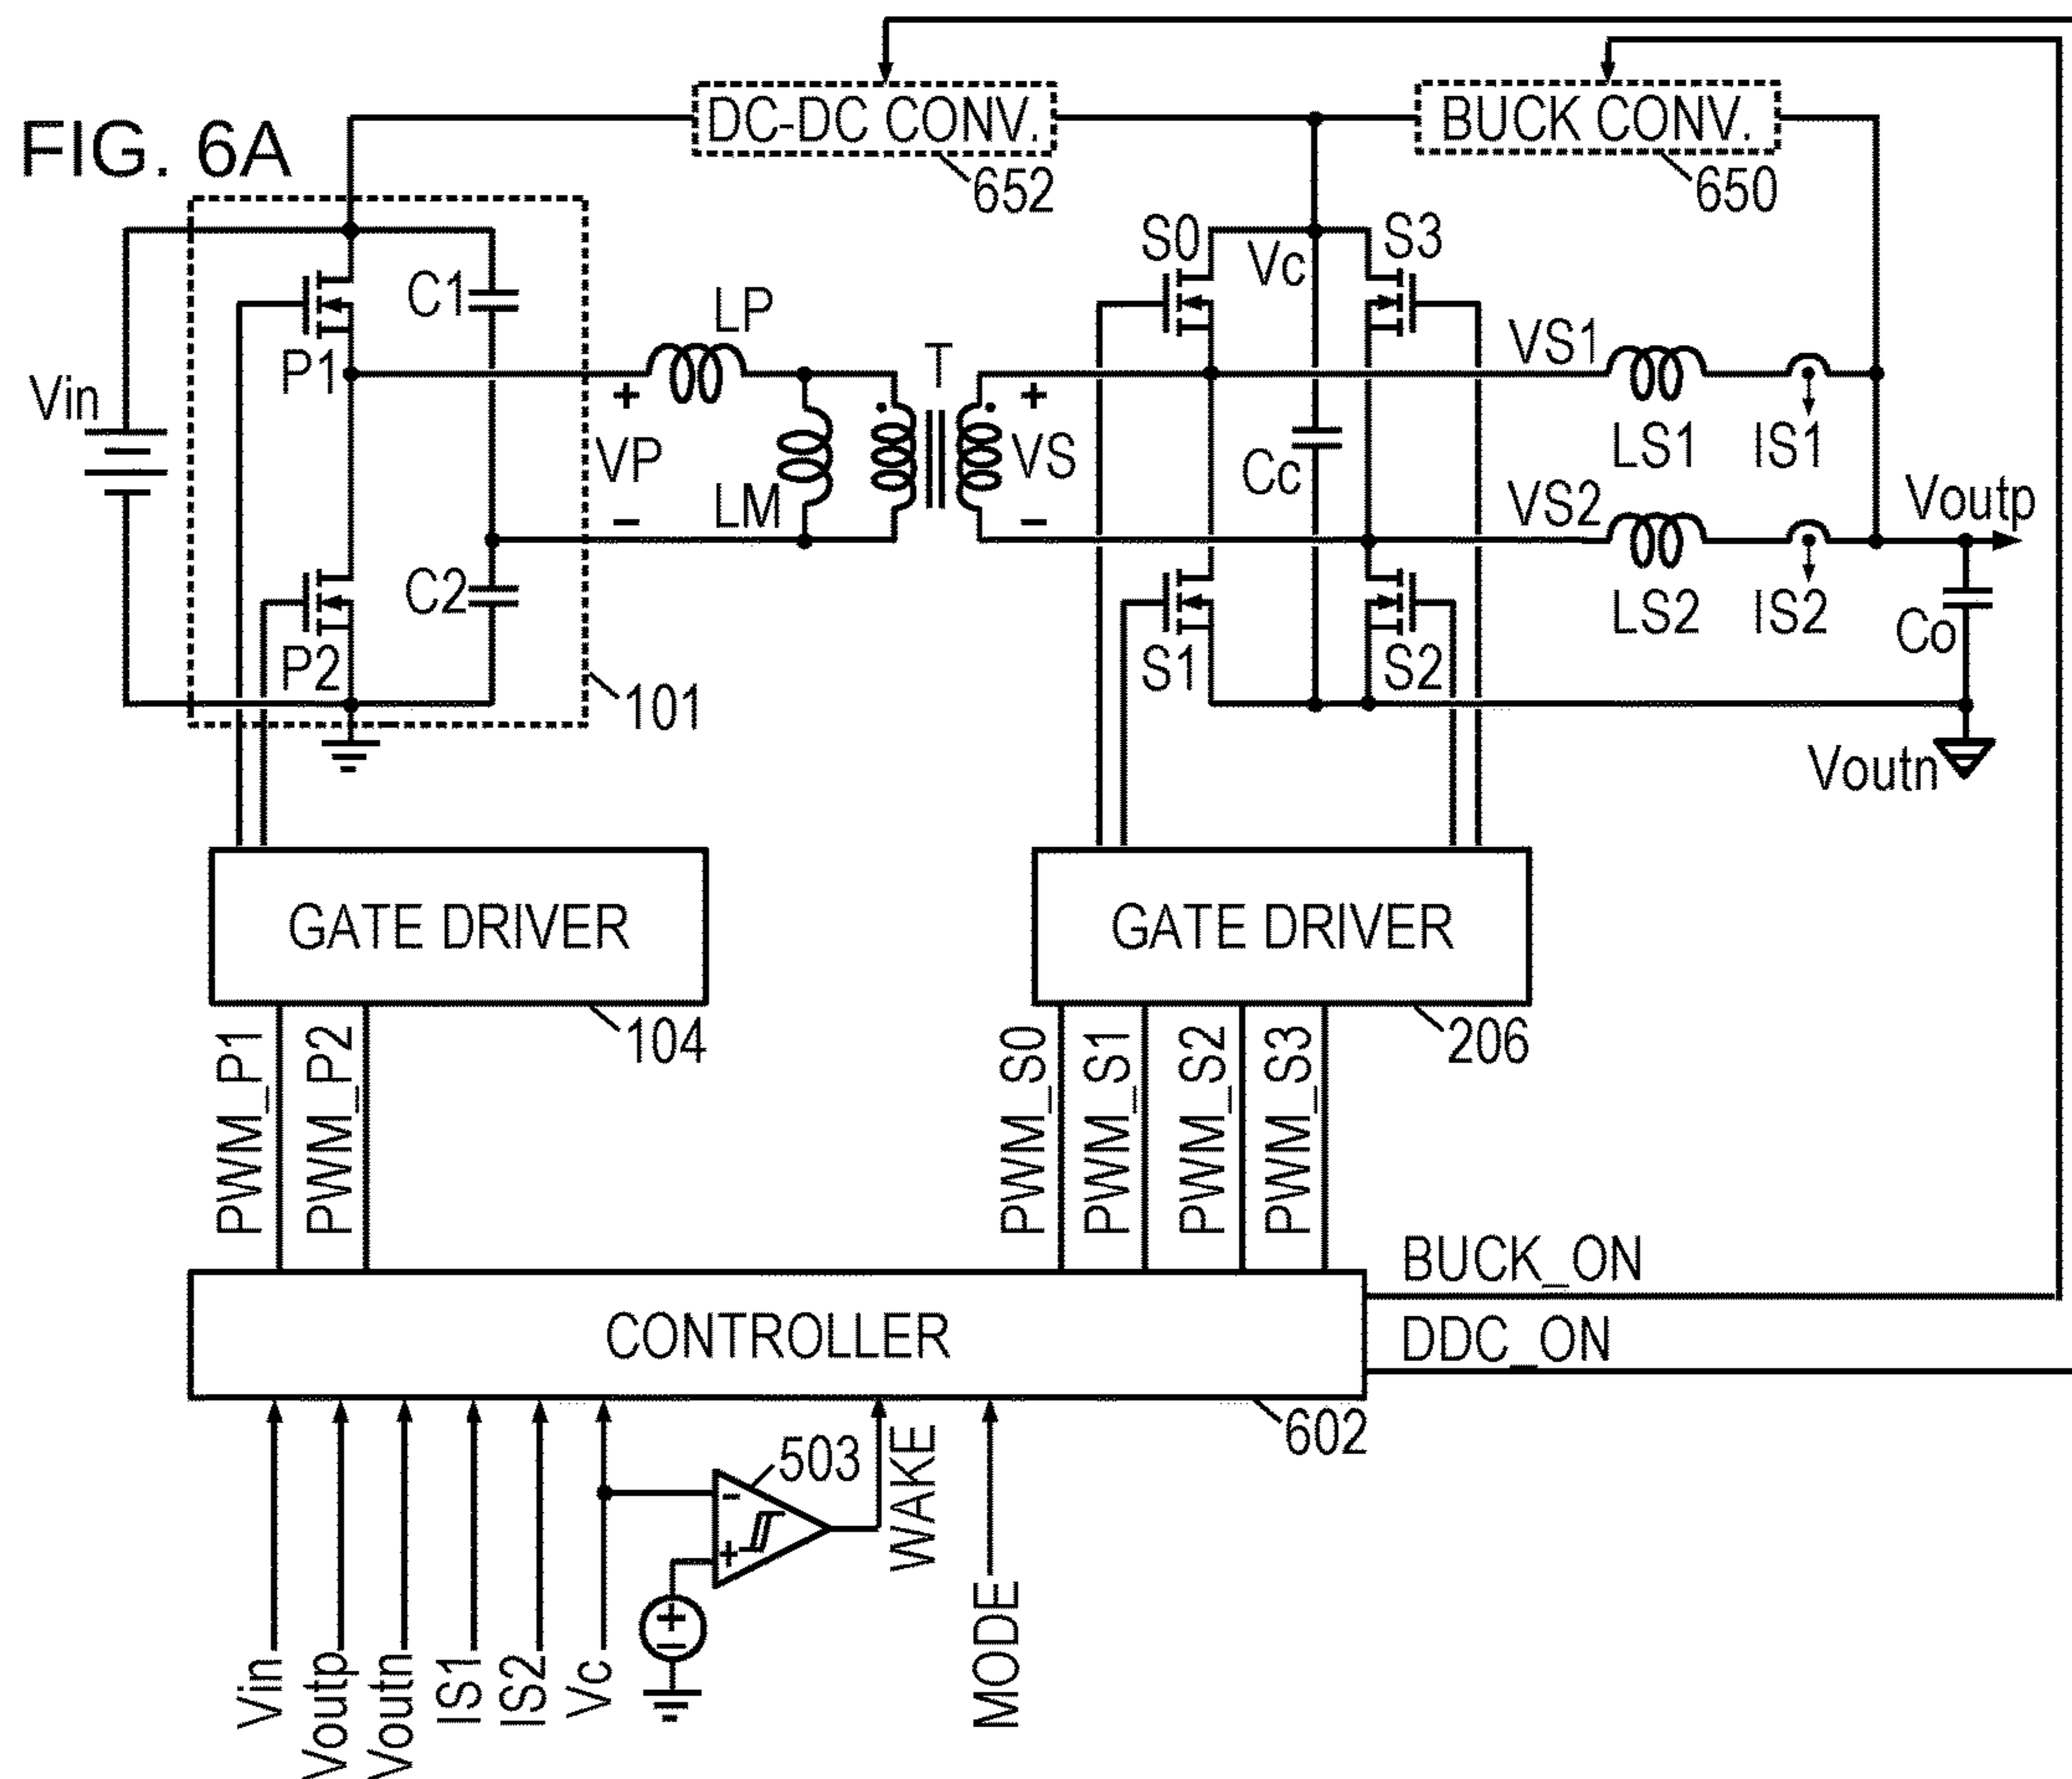 FIG. 6A
DC-DC CONV.
652
BUCK CONV.
650
Vin
P1
P2
C1
C2
101
LP
VP
+
-
LM
T
VS
+
-
S0
S3
Vc
Cc
S1
S2
VS1
LS1
IS1
VS2
LS2
IS2
Voutp
Co
Voutn
GATE DRIVER
104
GATE DRIVER
206
PWM_P1
PWM_P2
PWM_S0
PWM_S1
PWM_S2
PWM_S3
BUCK_ON
CONTROLLER
DDC_ON
602
503
-
+
+
-
WAKE
MODE
Vin
Voutp
Voutn
IS1
IS2
Vc